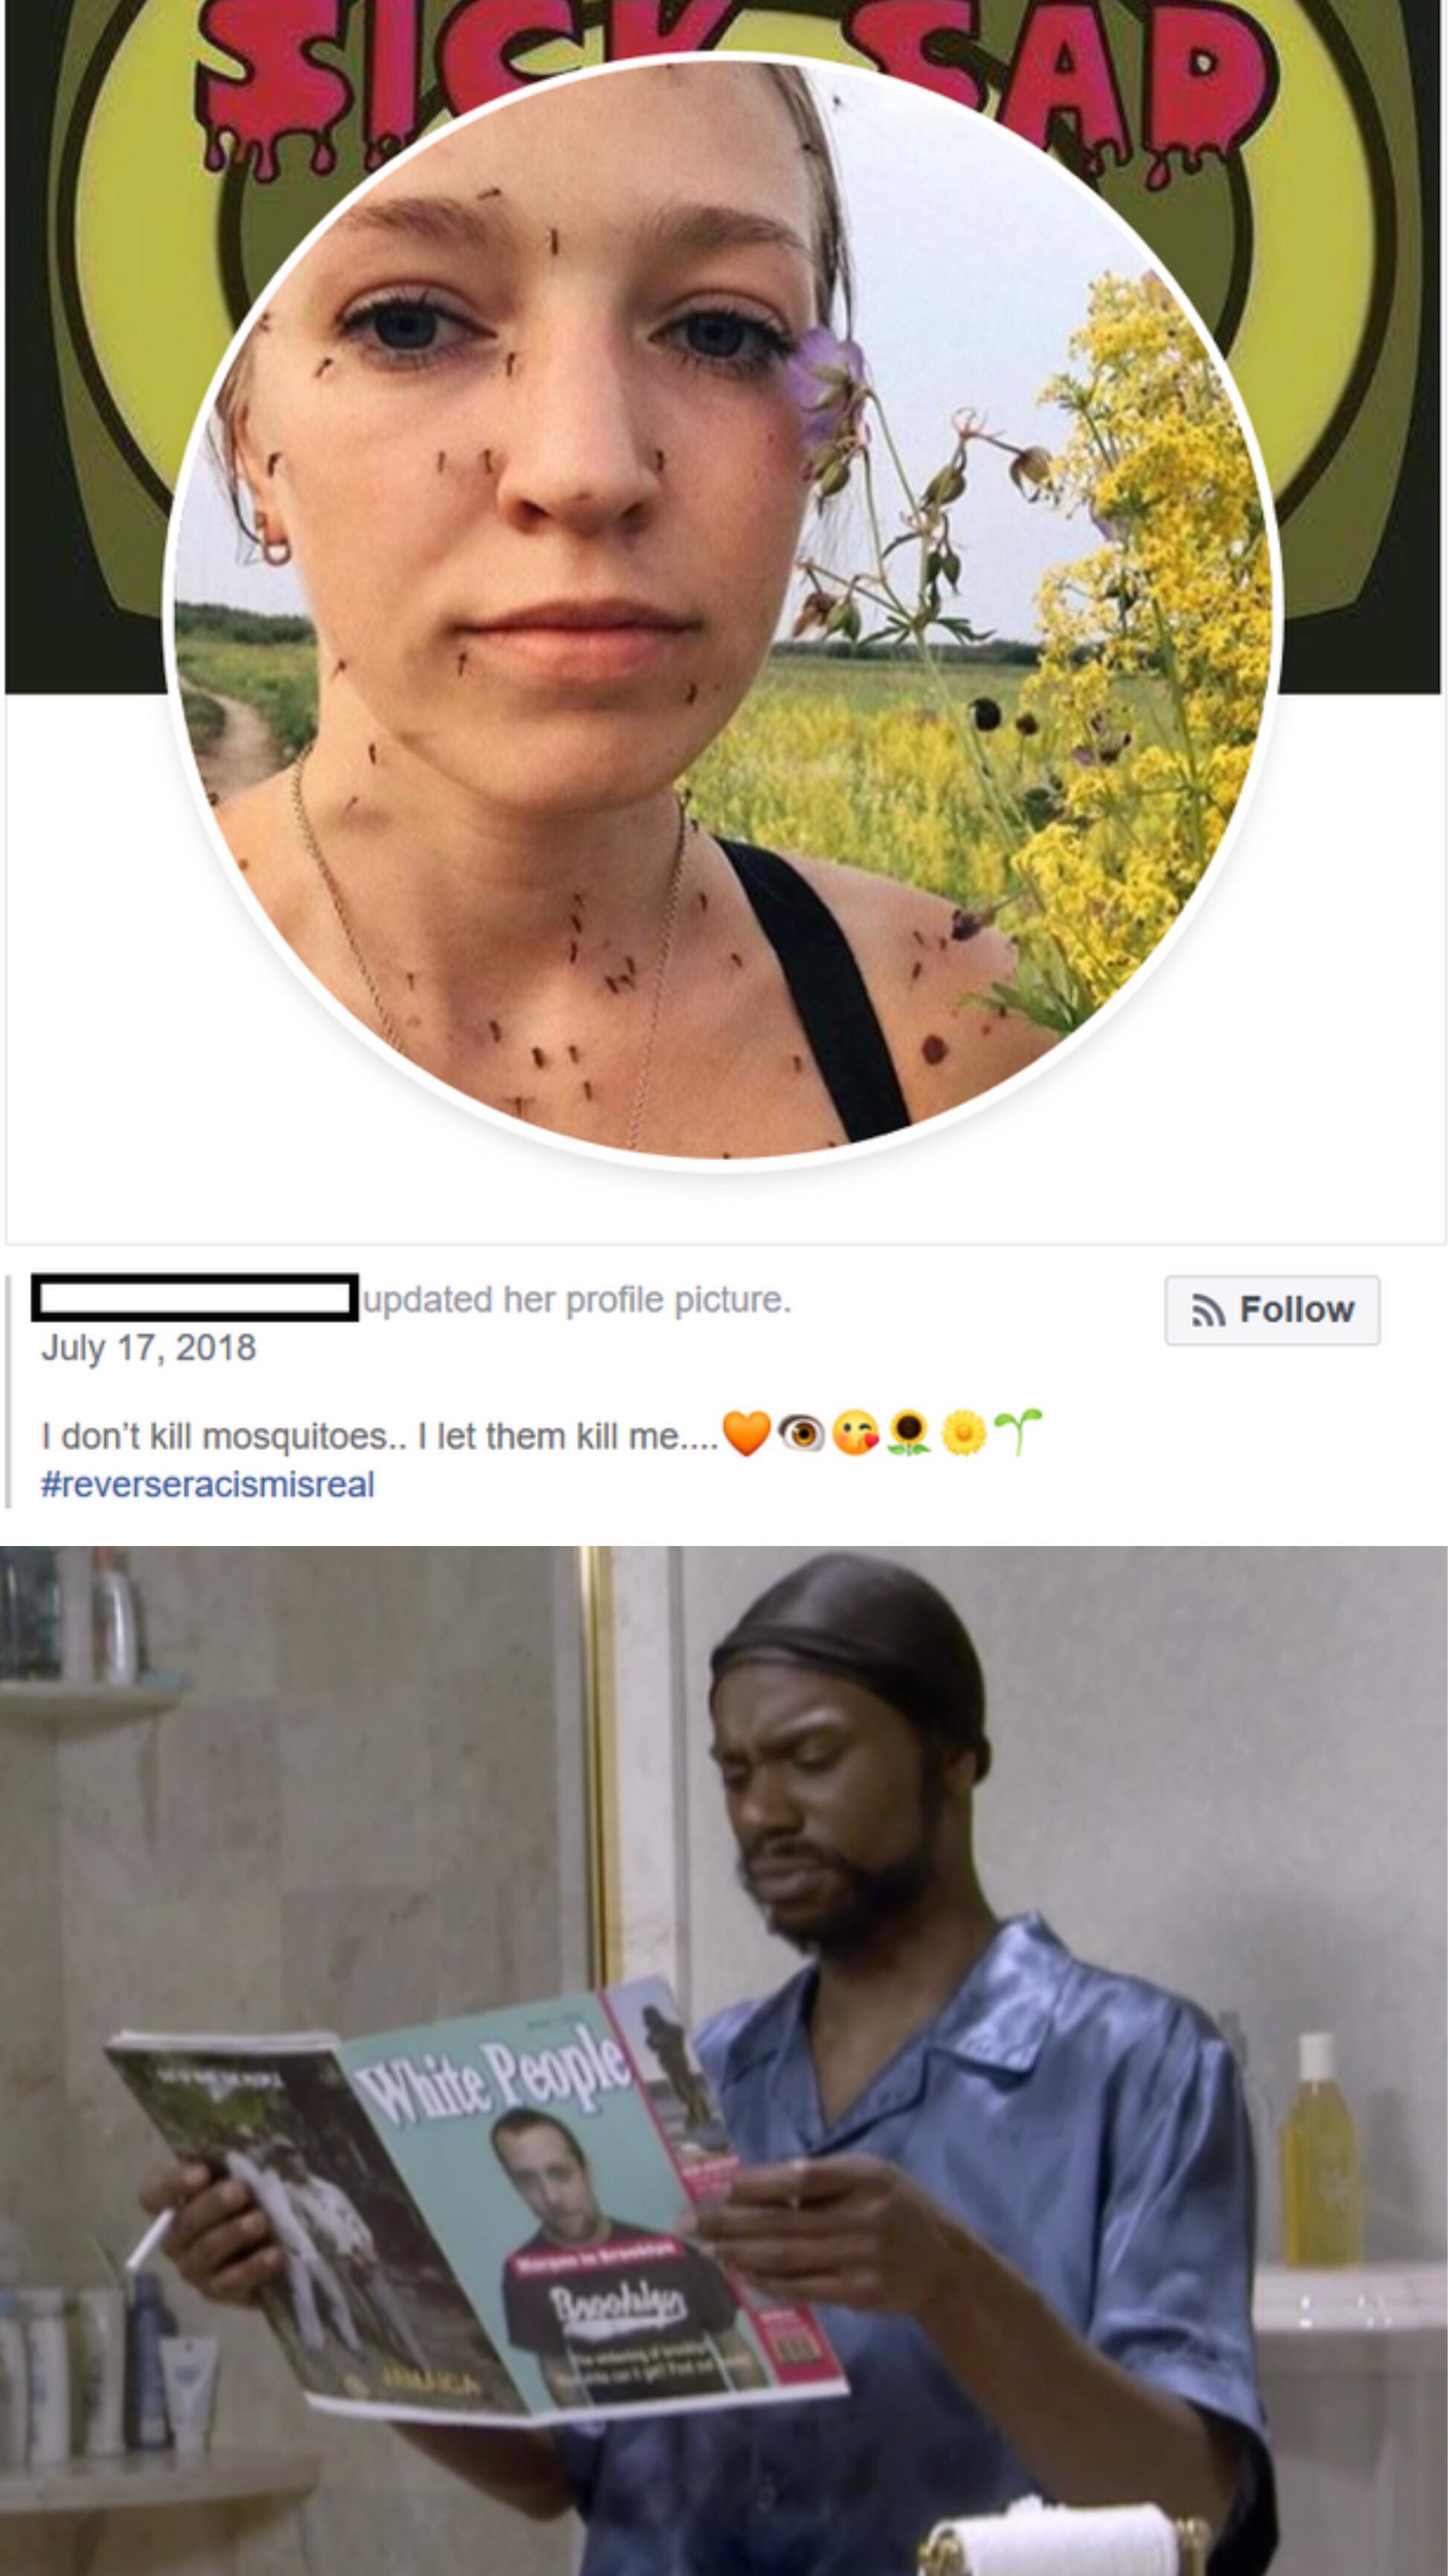 SICK SAD
updated her profile picture.
Follow
July 17, 2018
I don’t kill mosquitoes.. I let them kill me....🧡👁️😘🌻🌼🌱
#reverseracismisreal
White People
Brooklyn
JAMAICA